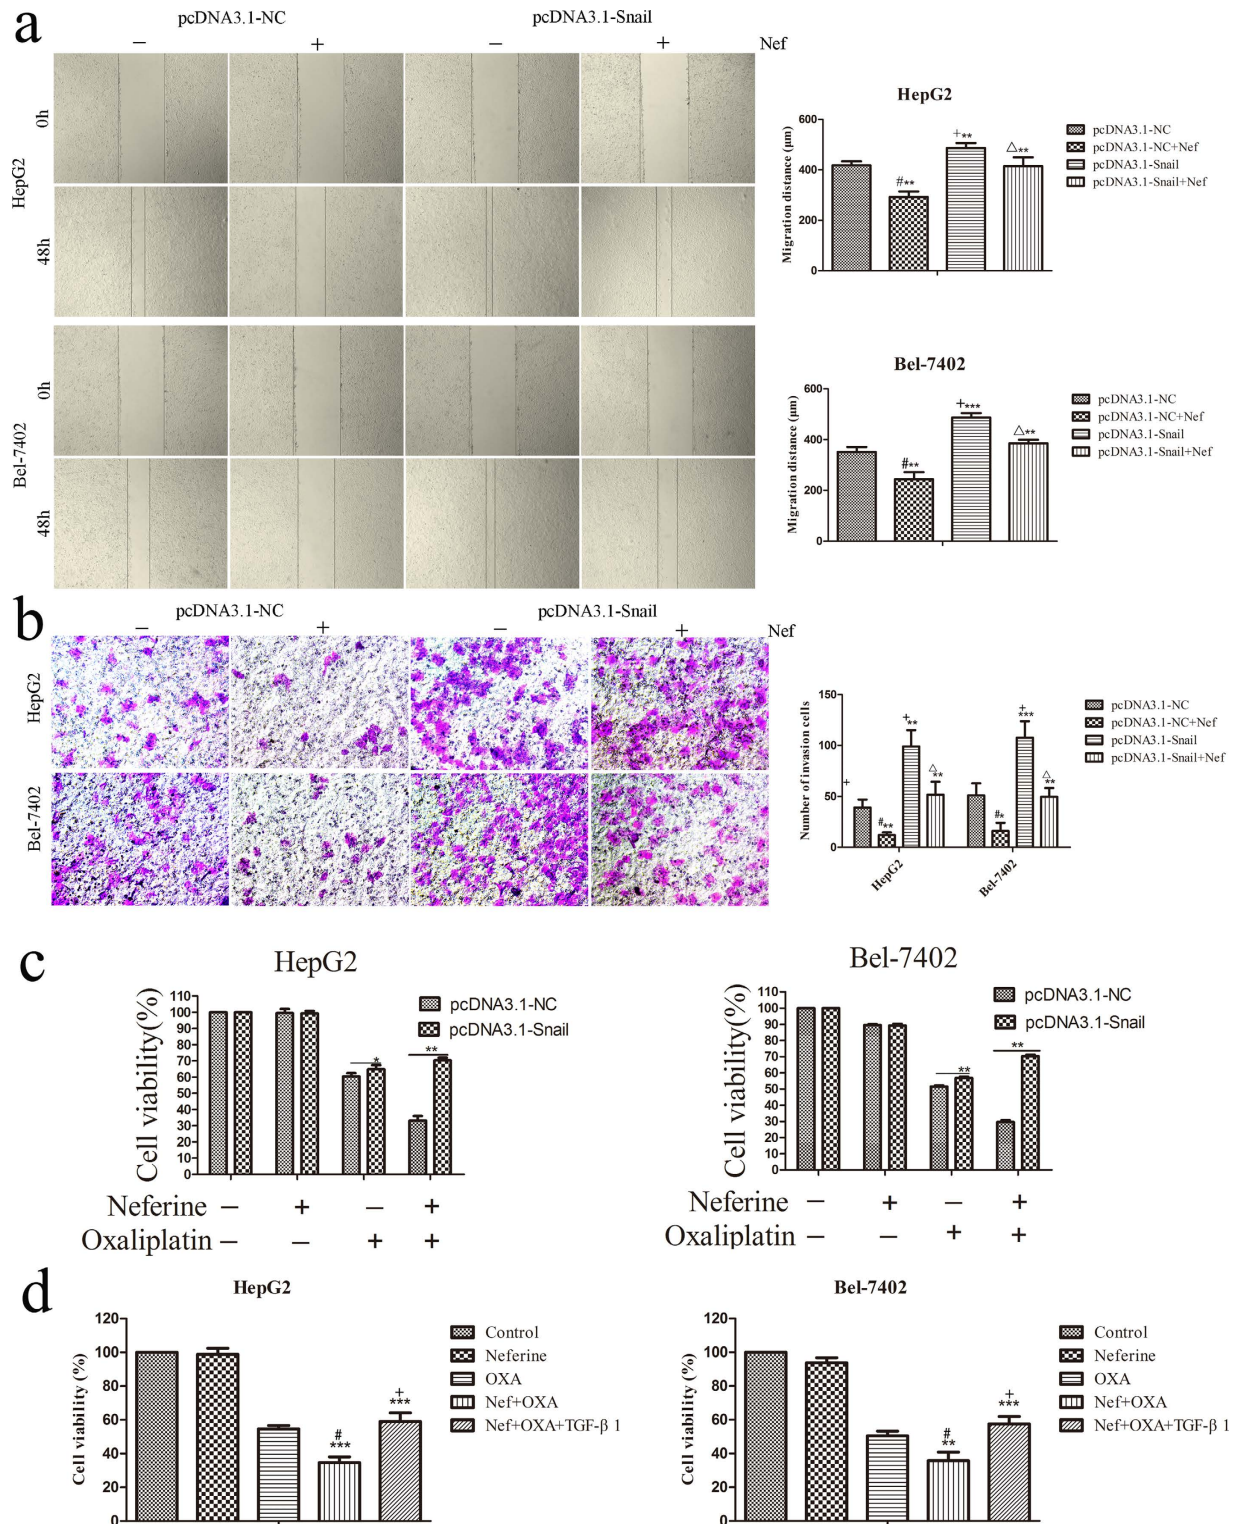 a
pcDNA3.1-NC
pcDNA3.1-Snail
− + − + Nef
HepG2
0h
48h
Bel-7402
0h
48h
HepG2
Migration distance (µm)
600
400
200
0
#**
+**
△**
pcDNA3.1-NC
pcDNA3.1-NC+Nef
pcDNA3.1-Snail
pcDNA3.1-Snail+Nef
Bel-7402
Migration distance (µm)
600
400
200
0
#**
+***
△**
pcDNA3.1-NC
pcDNA3.1-NC+Nef
pcDNA3.1-Snail
pcDNA3.1-Snail+Nef
b
pcDNA3.1-NC
pcDNA3.1-Snail
− + − + Nef
HepG2
Bel-7402
Number of invasion cells
150
100
50
0
+
#**
+
**
△
**
#*
+
***
△
**
HepG2
Bel-7402
pcDNA3.1-NC
pcDNA3.1-NC+Nef
pcDNA3.1-Snail
pcDNA3.1-Snail+Nef
c
HepG2
Cell viability(%)
110
100
90
80
70
60
50
40
30
20
10
0
*
**
pcDNA3.1-NC
pcDNA3.1-Snail
Neferine − + − +
Oxaliplatin − − + +
Bel-7402
Cell viability(%)
110
100
90
80
70
60
50
40
30
20
10
0
**
**
pcDNA3.1-NC
pcDNA3.1-Snail
Neferine − + − +
Oxaliplatin − − + +
d
HepG2
Cell viability (%)
120
100
80
60
40
20
0
#
***
+
***
Control
Neferine
OXA
Nef+OXA
Nef+OXA+TGF-β 1
Bel-7402
Cell viability (%)
120
100
80
60
40
20
0
#
**
+
***
Control
Neferine
OXA
Nef+OXA
Nef+OXA+TGF-β 1